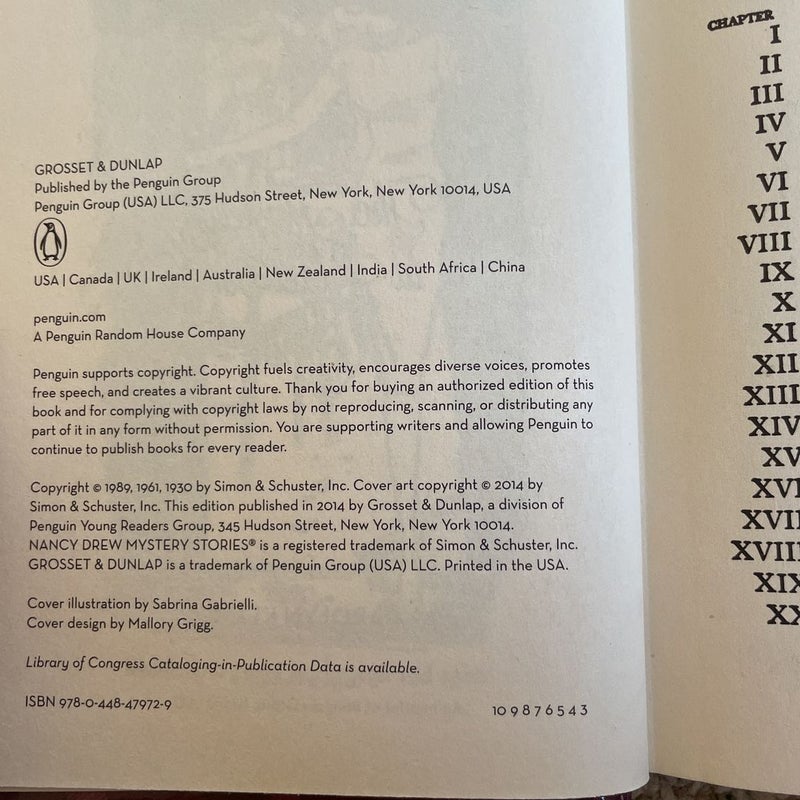 GROSSET & DUNLAP
Published by the Penguin Group
Penguin Group (USA) LLC, 375 Hudson Street, New York, New York 10014, USA
USA | Canada | UK | Ireland | Australia | New Zealand | India | South Africa | China
penguin.com
A Penguin Random House Company
Penguin supports copyright. Copyright fuels creativity, encourages diverse voices, promotes
free speech, and creates a vibrant culture. Thank you for buying an authorized edition of this
book and for complying with copyright laws by not reproducing, scanning, or distributing any
part of it in any form without permission. You are supporting writers and allowing Penguin to
continue to publish books for every reader.
Copyright © 1989, 1961, 1930 by Simon & Schuster, Inc. Cover art copyright © 2014 by
Simon & Schuster, Inc. This edition published in 2014 by Grosset & Dunlap, a division of
Penguin Young Readers Group, 345 Hudson Street, New York, New York 10014.
NANCY DREW MYSTERY STORIES® is a registered trademark of Simon & Schuster, Inc.
GROSSET & DUNLAP is a trademark of Penguin Group (USA) LLC. Printed in the USA.
Cover illustration by Sabrina Gabrielli.
Cover design by Mallory Grigg.
Library of Congress Cataloging-in-Publication Data is available.
ISBN 978-0-448-47972-9
10 9 8 7 6 5 4 3
CHAPTER
I
II
III
IV
V
VI
VII
VIII
IX
X
XI
XII
XIII
XIV
XV
XVI
XVII
XVIII
XIX
XX